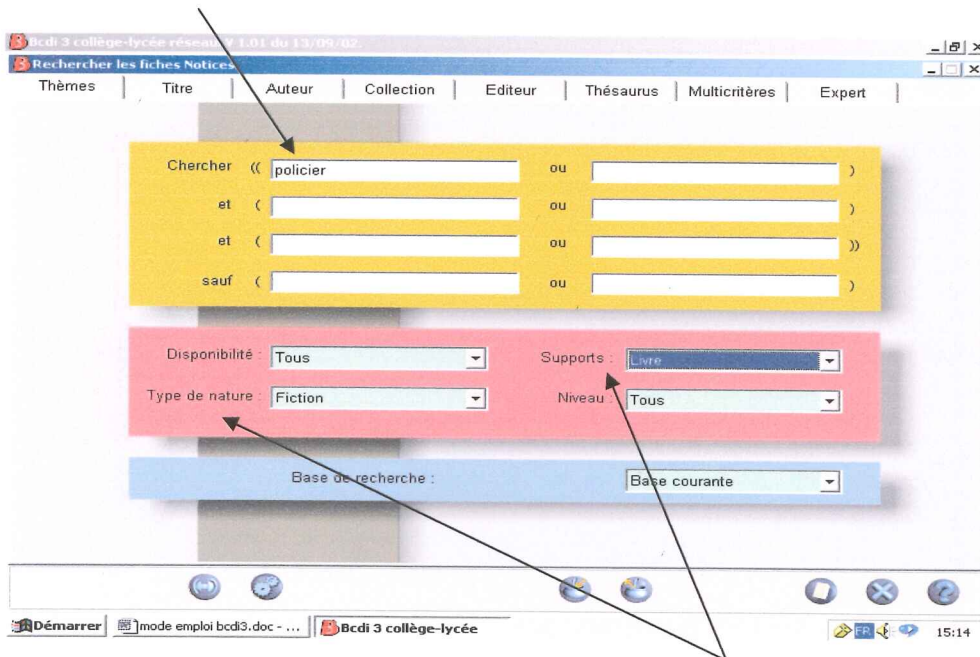 Bcdi 3 collège-lycée réseau. V 1.01 du 13/09/02.
Rechercher les fiches Notices
Thèmes Titre Auteur Collection Editeur Thésaurus Multicritères Expert
Chercher (( policier ou )
et ( ou )
et ( ou ))
sauf ( ou )
Disponibilité : Tous Supports : Livre
Type de nature : Fiction Niveau : Tous
Base de recherche : Base courante
Démarrer mode emploi bcdi3.doc - ... Bcdi 3 collège-lycée FR 15:14